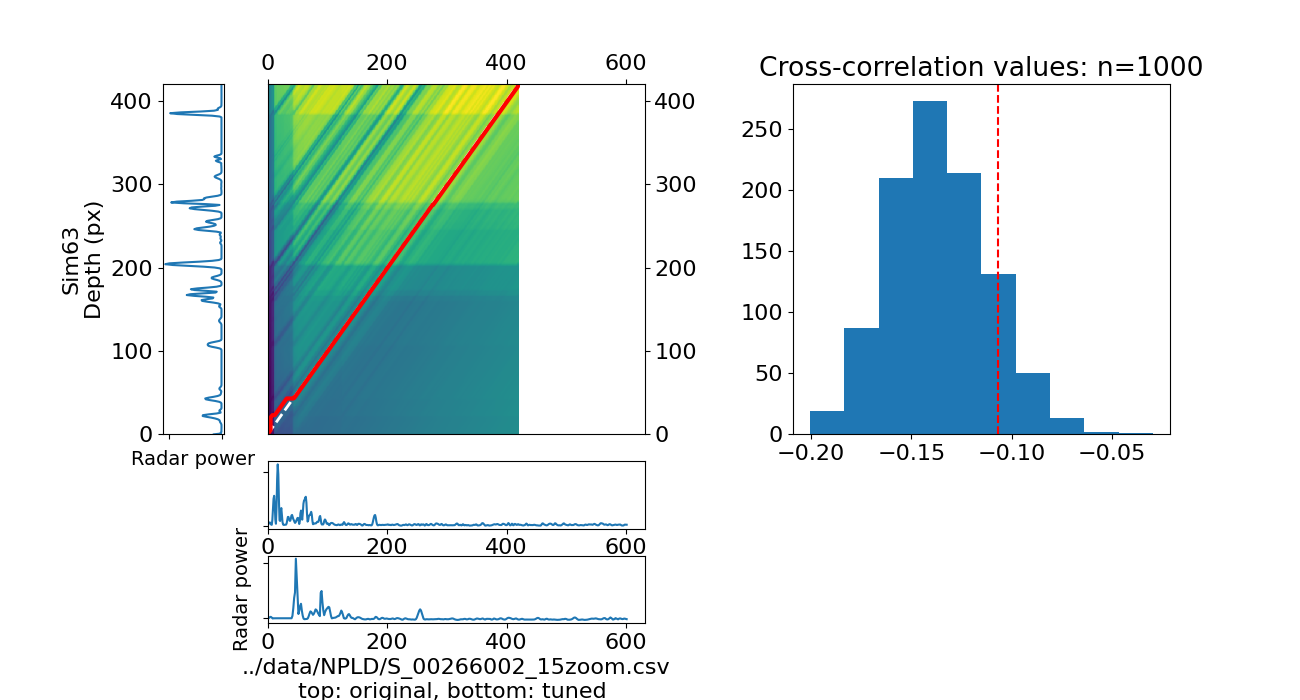 0 200 400 600
Cross-correlation values: n=1000
400
300
200
100
0
Sim63
Depth (px)
Radar power
400
300
200
100
0
250
200
150
100
50
0
−0.20 −0.15 −0.10 −0.05
0 200 400 600
Radar power
0 200 400 600
../data/NPLD/S_00266002_15zoom.csv
top: original, bottom: tuned